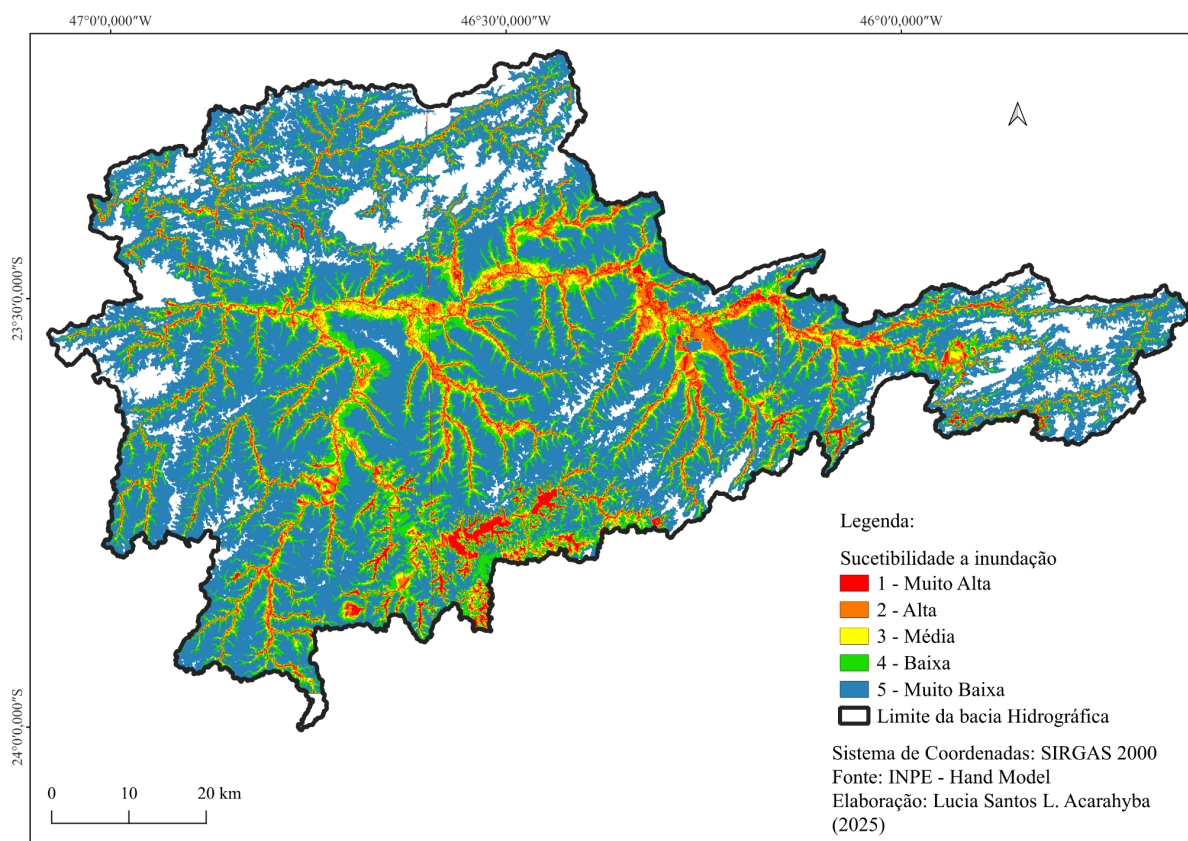 47°0'0,000"W
46°30'0,000"W
46°0'0,000"W
23°30'0,000"S
24°0'0,000"S
Legenda:
Sucetibilidade a inundação
1 - Muito Alta
2 - Alta
3 - Média
4 - Baixa
5 - Muito Baixa
Limite da bacia Hidrográfica
Sistema de Coordenadas: SIRGAS 2000
Fonte: INPE - Hand Model
Elaboração: Lucia Santos L. Acarahyba
(2025)
0 10 20 km